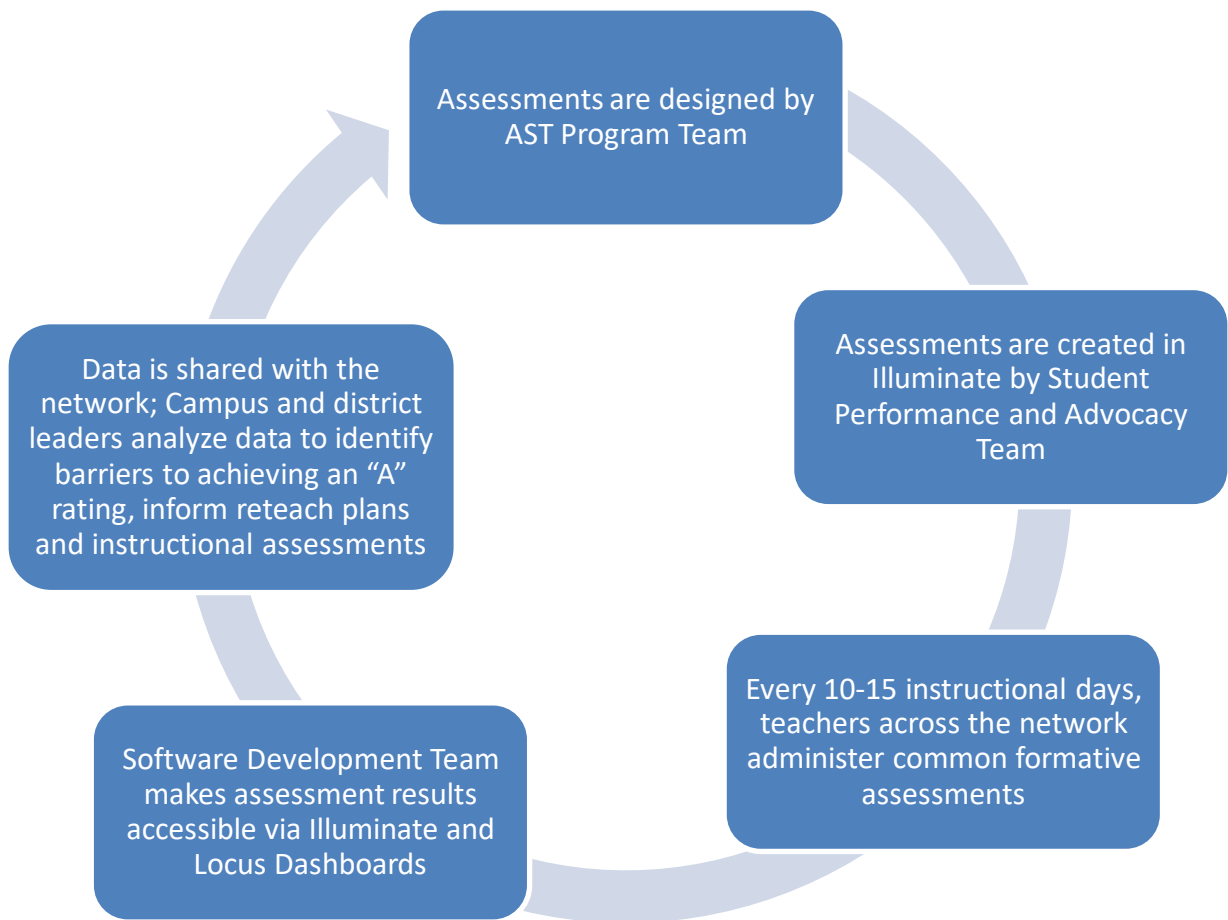 Assessments are designed by
AST Program Team
Assessments are created in
Illuminate by Student
Performance and Advocacy
Team
Every 10-15 instructional days,
teachers across the network
administer common formative
assessments
Software Development Team
makes assessment results
accessible via Illuminate and
Locus Dashboards
Data is shared with the
network; Campus and district
leaders analyze data to identify
barriers to achieving an “A”
rating, inform reteach plans
and instructional assessments